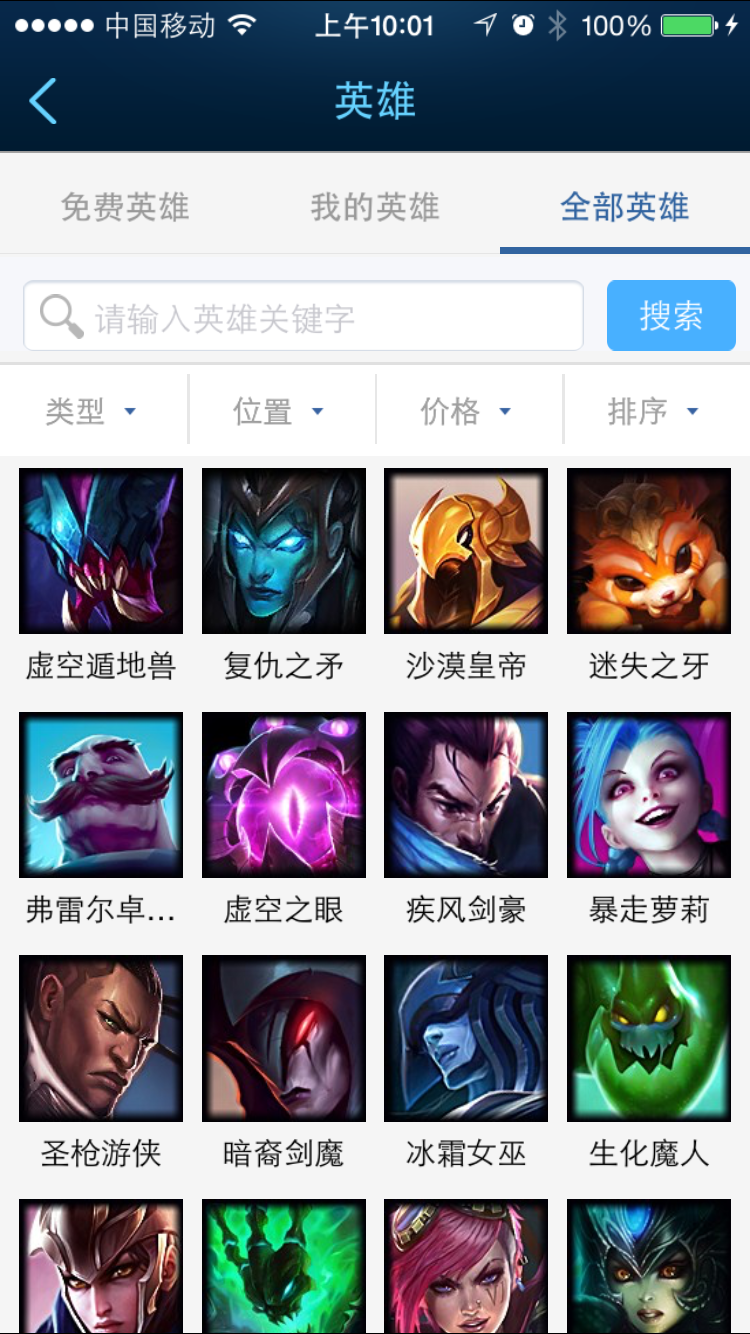 中国移动 上午10:01 100%
英雄
免费英雄 我的英雄 全部英雄
请输入英雄关键字 搜索
类型 位置 价格 排序
虚空遁地兽 复仇之矛 沙漠皇帝 迷失之牙
弗雷尔卓... 虚空之眼 疾风剑豪 暴走萝莉
圣枪游侠 暗裔剑魔 冰霜女巫 生化魔人